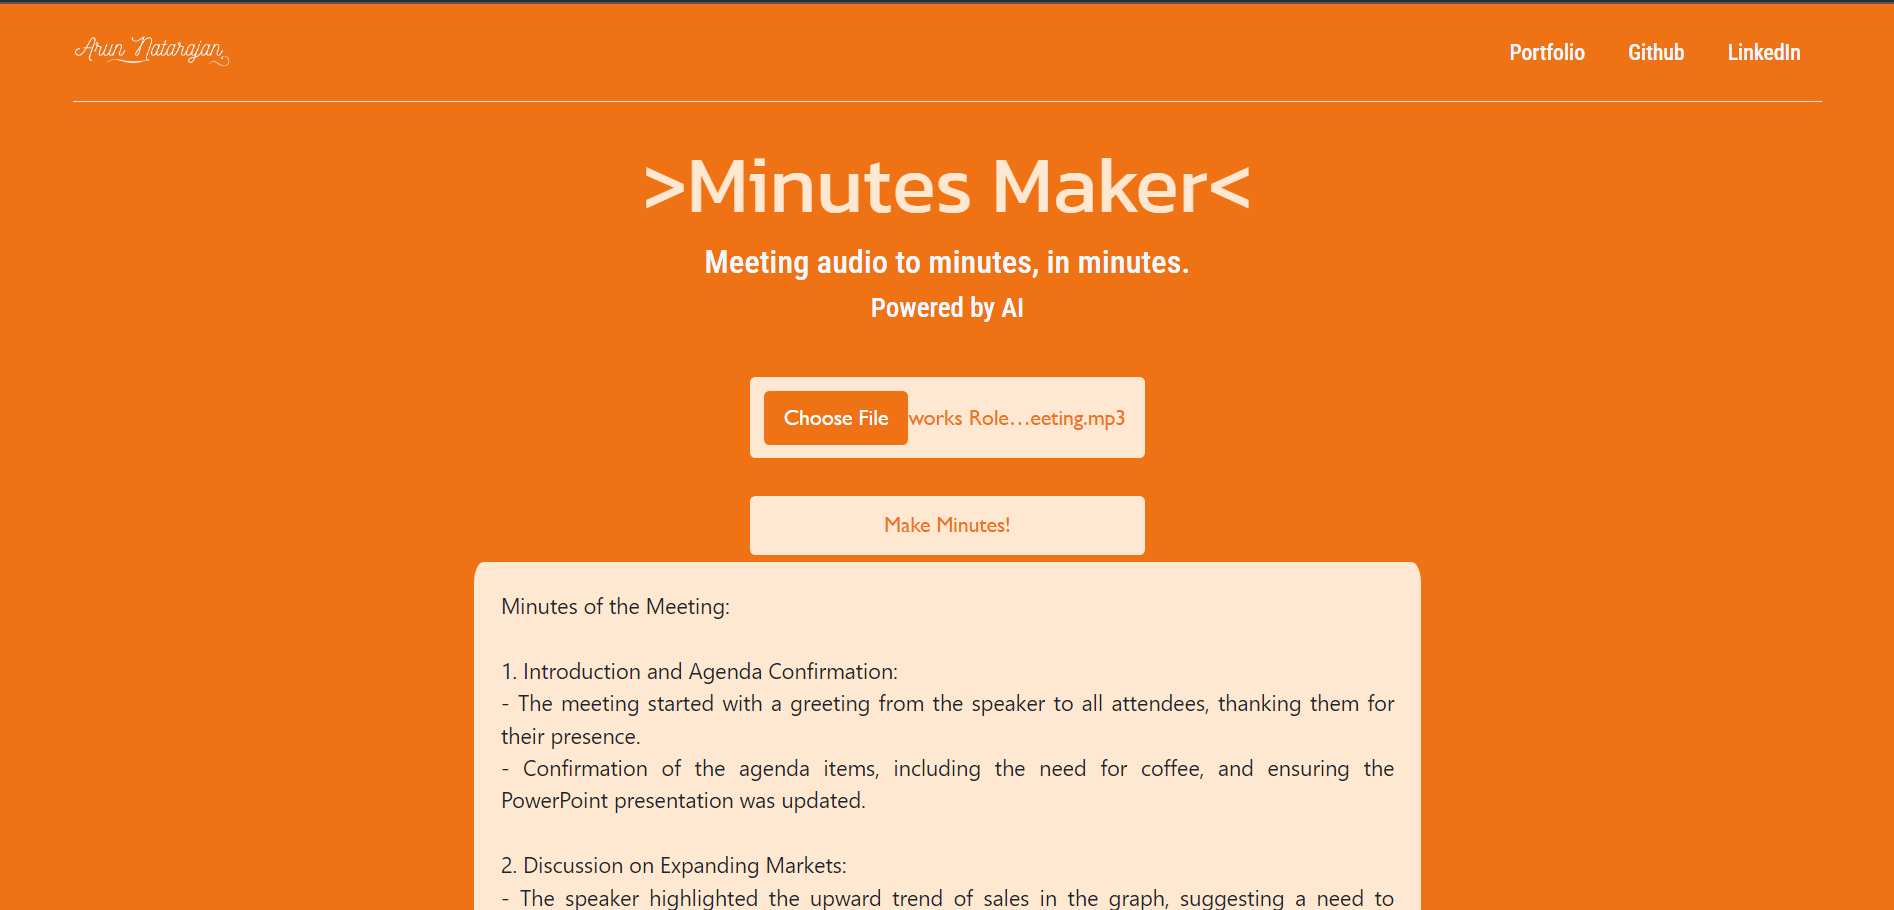 Arun Natarajan
Portfolio Github LinkedIn
>Minutes Maker<
Meeting audio to minutes, in minutes.
Powered by AI
Choose File works Role…eeting.mp3
Make Minutes!
Minutes of the Meeting:
1. Introduction and Agenda Confirmation:
- The meeting started with a greeting from the speaker to all attendees, thanking them for
their presence.
- Confirmation of the agenda items, including the need for coffee, and ensuring the
PowerPoint presentation was updated.
2. Discussion on Expanding Markets:
- The speaker highlighted the upward trend of sales in the graph, suggesting a need to